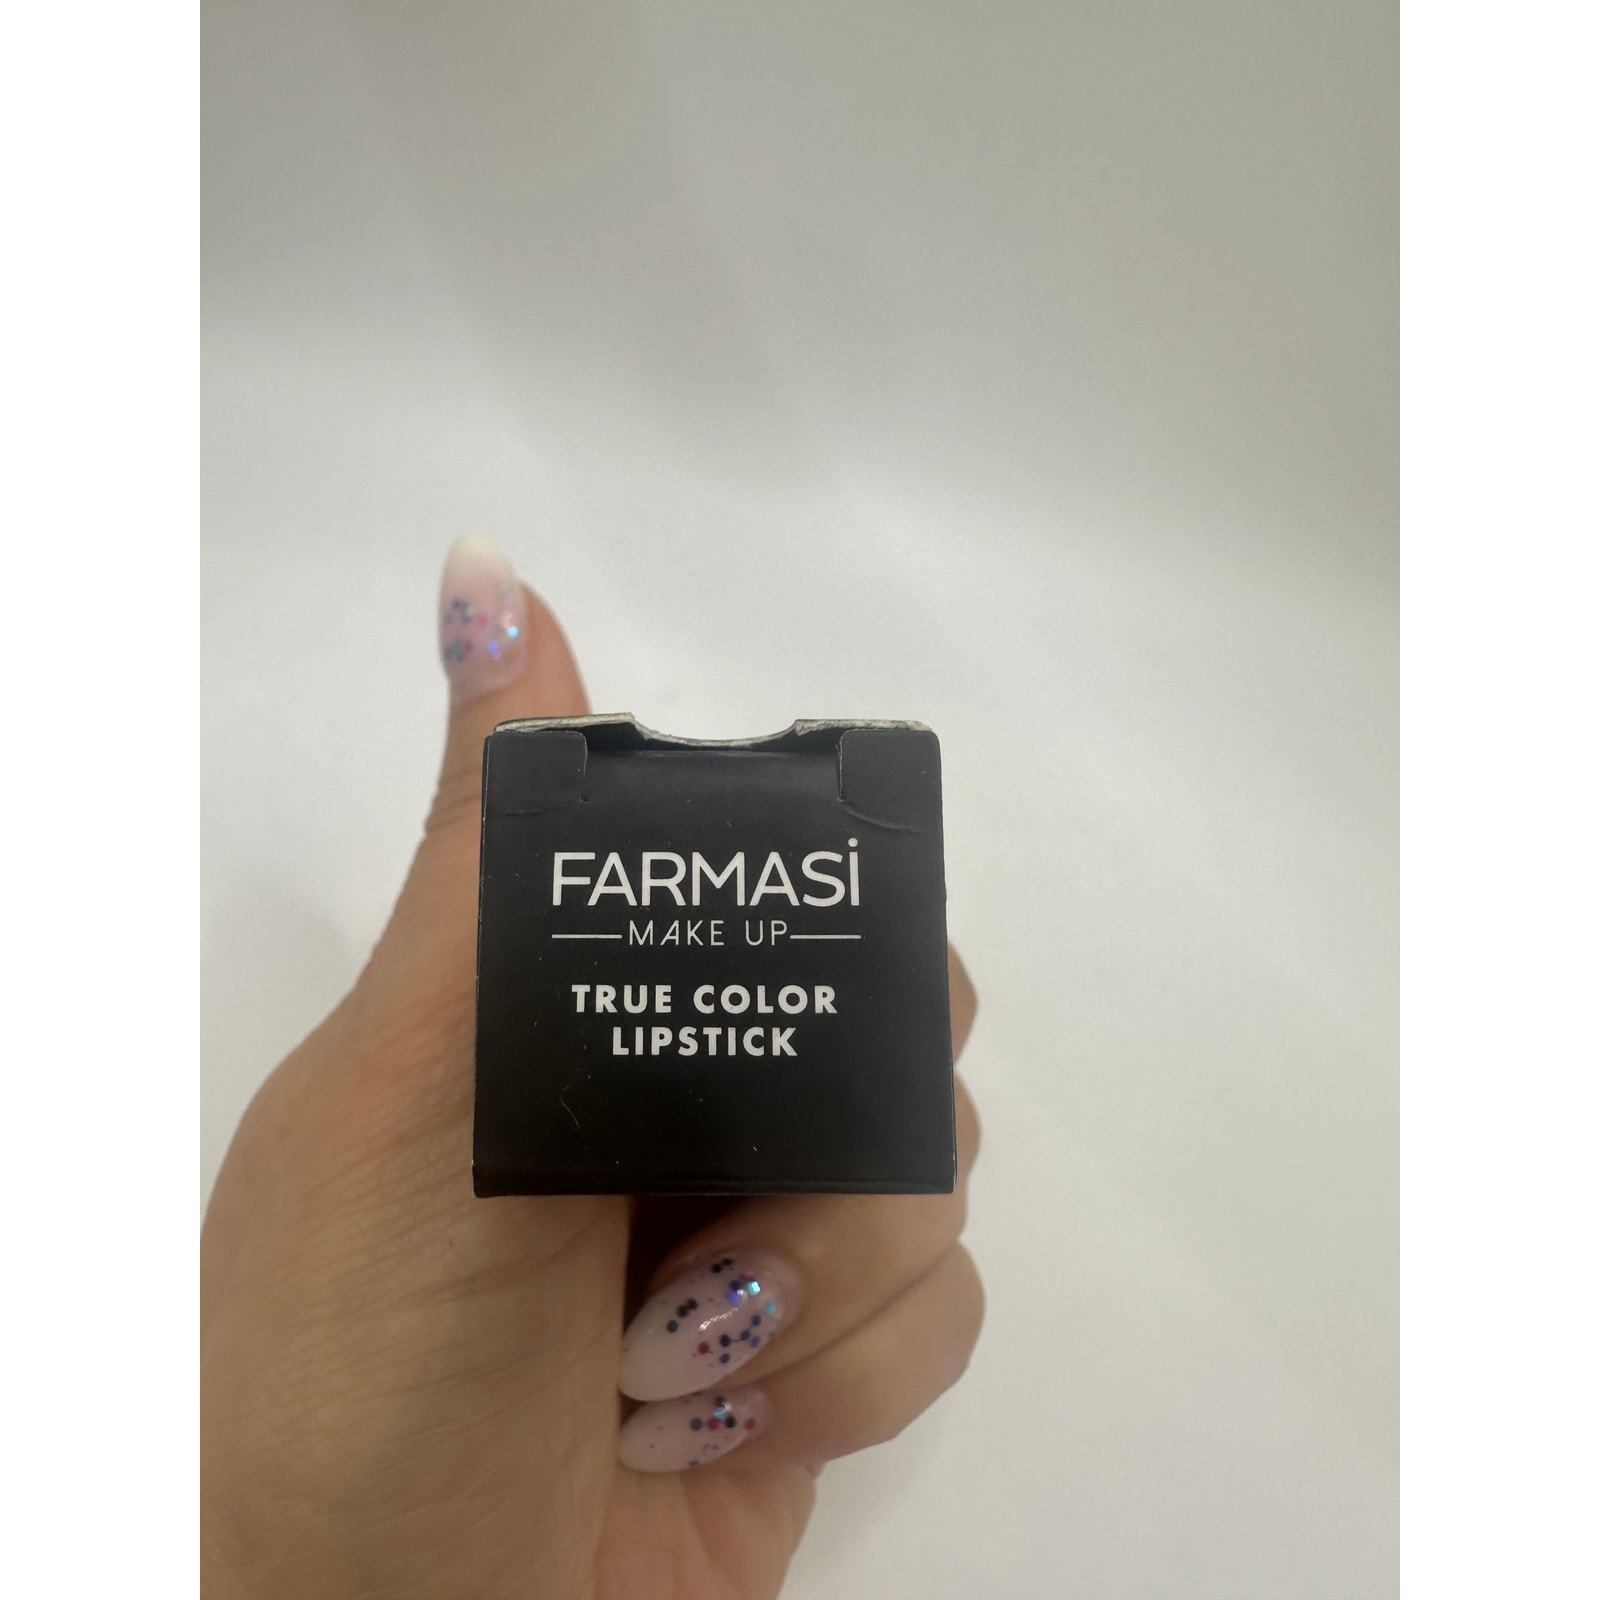 FARMASİ
MAKE UP
TRUE COLOR
LIPSTICK